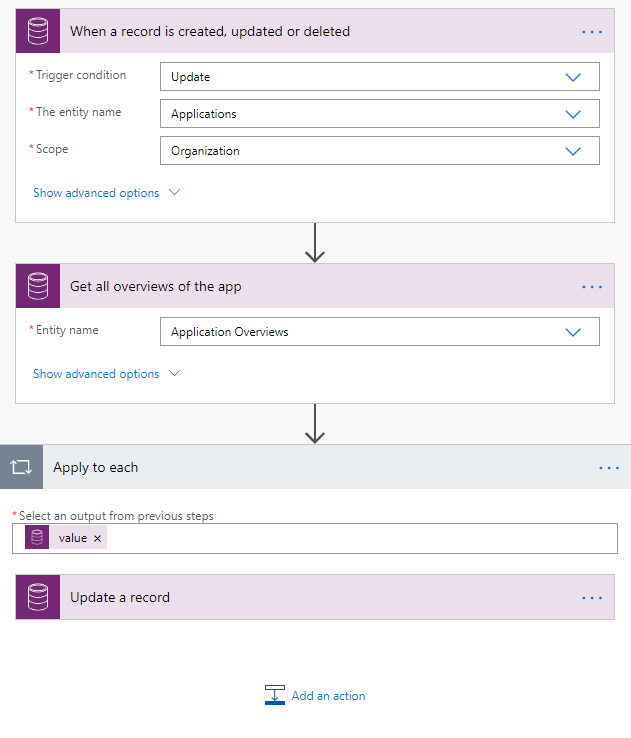 When a record is created, updated or deleted
* Trigger condition
Update
* The entity name
Applications
* Scope
Organization
Show advanced options
Get all overviews of the app
* Entity name
Application Overviews
Show advanced options
Apply to each
* Select an output from previous steps
value ×
Update a record
Add an action